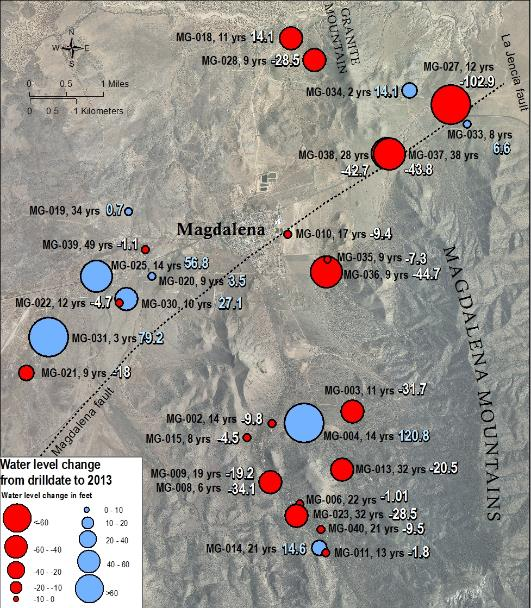 MG-018, 11 yrs 14.1
GRANITE
MOUNTAIN
MG-028, 9 yrs -28.5
N
W E
S
0 0.5 1 Miles
0 0.5 1 Kilometers
La Jencia fault
MG-027, 12 yrs
-102.9
MG-034, 2 yrs 14.1
MG-033, 8 yrs
6.6
MG-038, 28 yrs
-42.7
MG-037, 38 yrs
-43.8
MG-019, 34 yrs 0.7
Magdalena
MG-010, 17 yrs -9.4
MG-039, 49 yrs -1.1
MG-025, 14 yrs 56.8
MG-035, 9 yrs -7.3
MG-020, 9 yrs 3.5
MG-036, 9 yrs -44.7
MG-022, 12 yrs -4.7
MG-030, 10 yrs 27.1
MG-031, 3 yrs 79.2
MG-021, 9 yrs -18
MAGDALENA MOUNTAINS
Magdalena fault
MG-003, 11 yrs -31.7
MG-002, 14 yrs -9.8
MG-004, 14 yrs 120.8
MG-015, 8 yrs -4.5
MG-009, 19 yrs -19.2
MG-008, 6 yrs -34.1
MG-013, 32 yrs -20.5
MG-006, 22 yrs -1.01
MG-023, 32 yrs -28.5
MG-040, 21 yrs -9.5
MG-014, 21 yrs 14.6
MG-011, 13 yrs -1.8
Water level change
from drilldate to 2013
Water level change in feet
<-60
-60 - -40
-40 - -20
-20 - -10
-10 - 0
0 - 10
10 - 20
20 - 40
40 - 60
>60